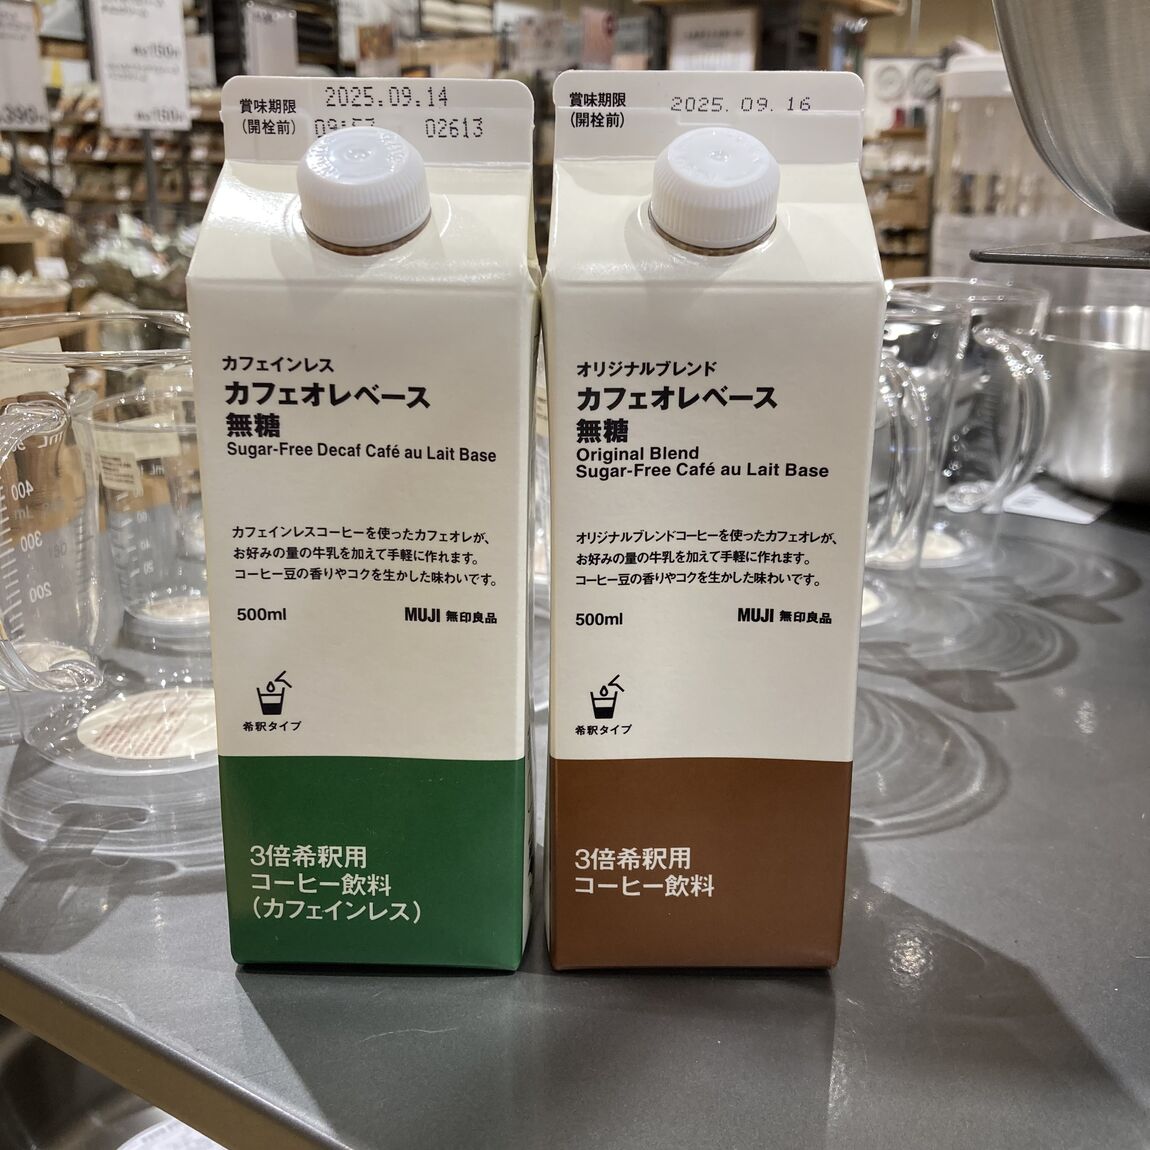 賞味期限
(開栓前)
2025.09.14
02613
カフェインレス
カフェオレベース
無糖
Sugar-Free Decaf Café au Lait Base
カフェインレスコーヒーを使ったカフェオレが、
お好みの量の牛乳を加えて手軽に作れます。
コーヒー豆の香りやコクを生かした味わいです。
500ml
MUJI 無印良品
希釈タイプ
3倍希釈用
コーヒー飲料
(カフェインレス)
賞味期限
(開栓前)
2025.09.16
オリジナルブレンド
カフェオレベース
無糖
Original Blend
Sugar-Free Café au Lait Base
オリジナルブレンドコーヒーを使ったカフェオレが、
お好みの量の牛乳を加えて手軽に作れます。
コーヒー豆の香りやコクを生かした味わいです。
500ml
MUJI 無印良品
希釈タイプ
3倍希釈用
コーヒー飲料
400
300
200